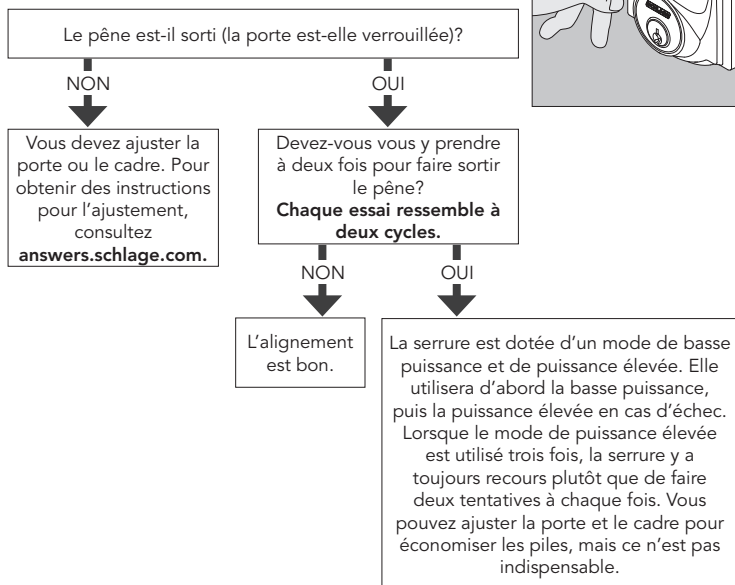 Le pêne est-il sorti (la porte est-elle verrouillée)?
NON
OUI
Vous devez ajuster la
porte ou le cadre. Pour
obtenir des instructions
pour l'ajustement,
consultez
answers.schlage.com.
Devez-vous vous y prendre
à deux fois pour faire sortir
le pêne?
Chaque essai ressemble à
deux cycles.
NON
OUI
L'alignement
est bon.
La serrure est dotée d'un mode de basse
puissance et de puissance élevée. Elle
utilisera d'abord la basse puissance,
puis la puissance élevée en cas d'échec.
Lorsque le mode de puissance élevée
est utilisé trois fois, la serrure y a
toujours recours plutôt que de faire
deux tentatives à chaque fois. Vous
pouvez ajuster la porte et le cadre pour
économiser les piles, mais ce n'est pas
indispensable.